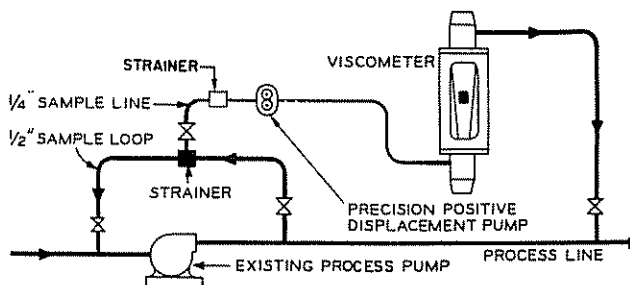 STRAINER
VISCOMETER
1/4" SAMPLE LINE
1/2" SAMPLE LOOP
STRAINER
PRECISION POSITIVE
DISPLACEMENT PUMP
PROCESS LINE
EXISTING PROCESS PUMP